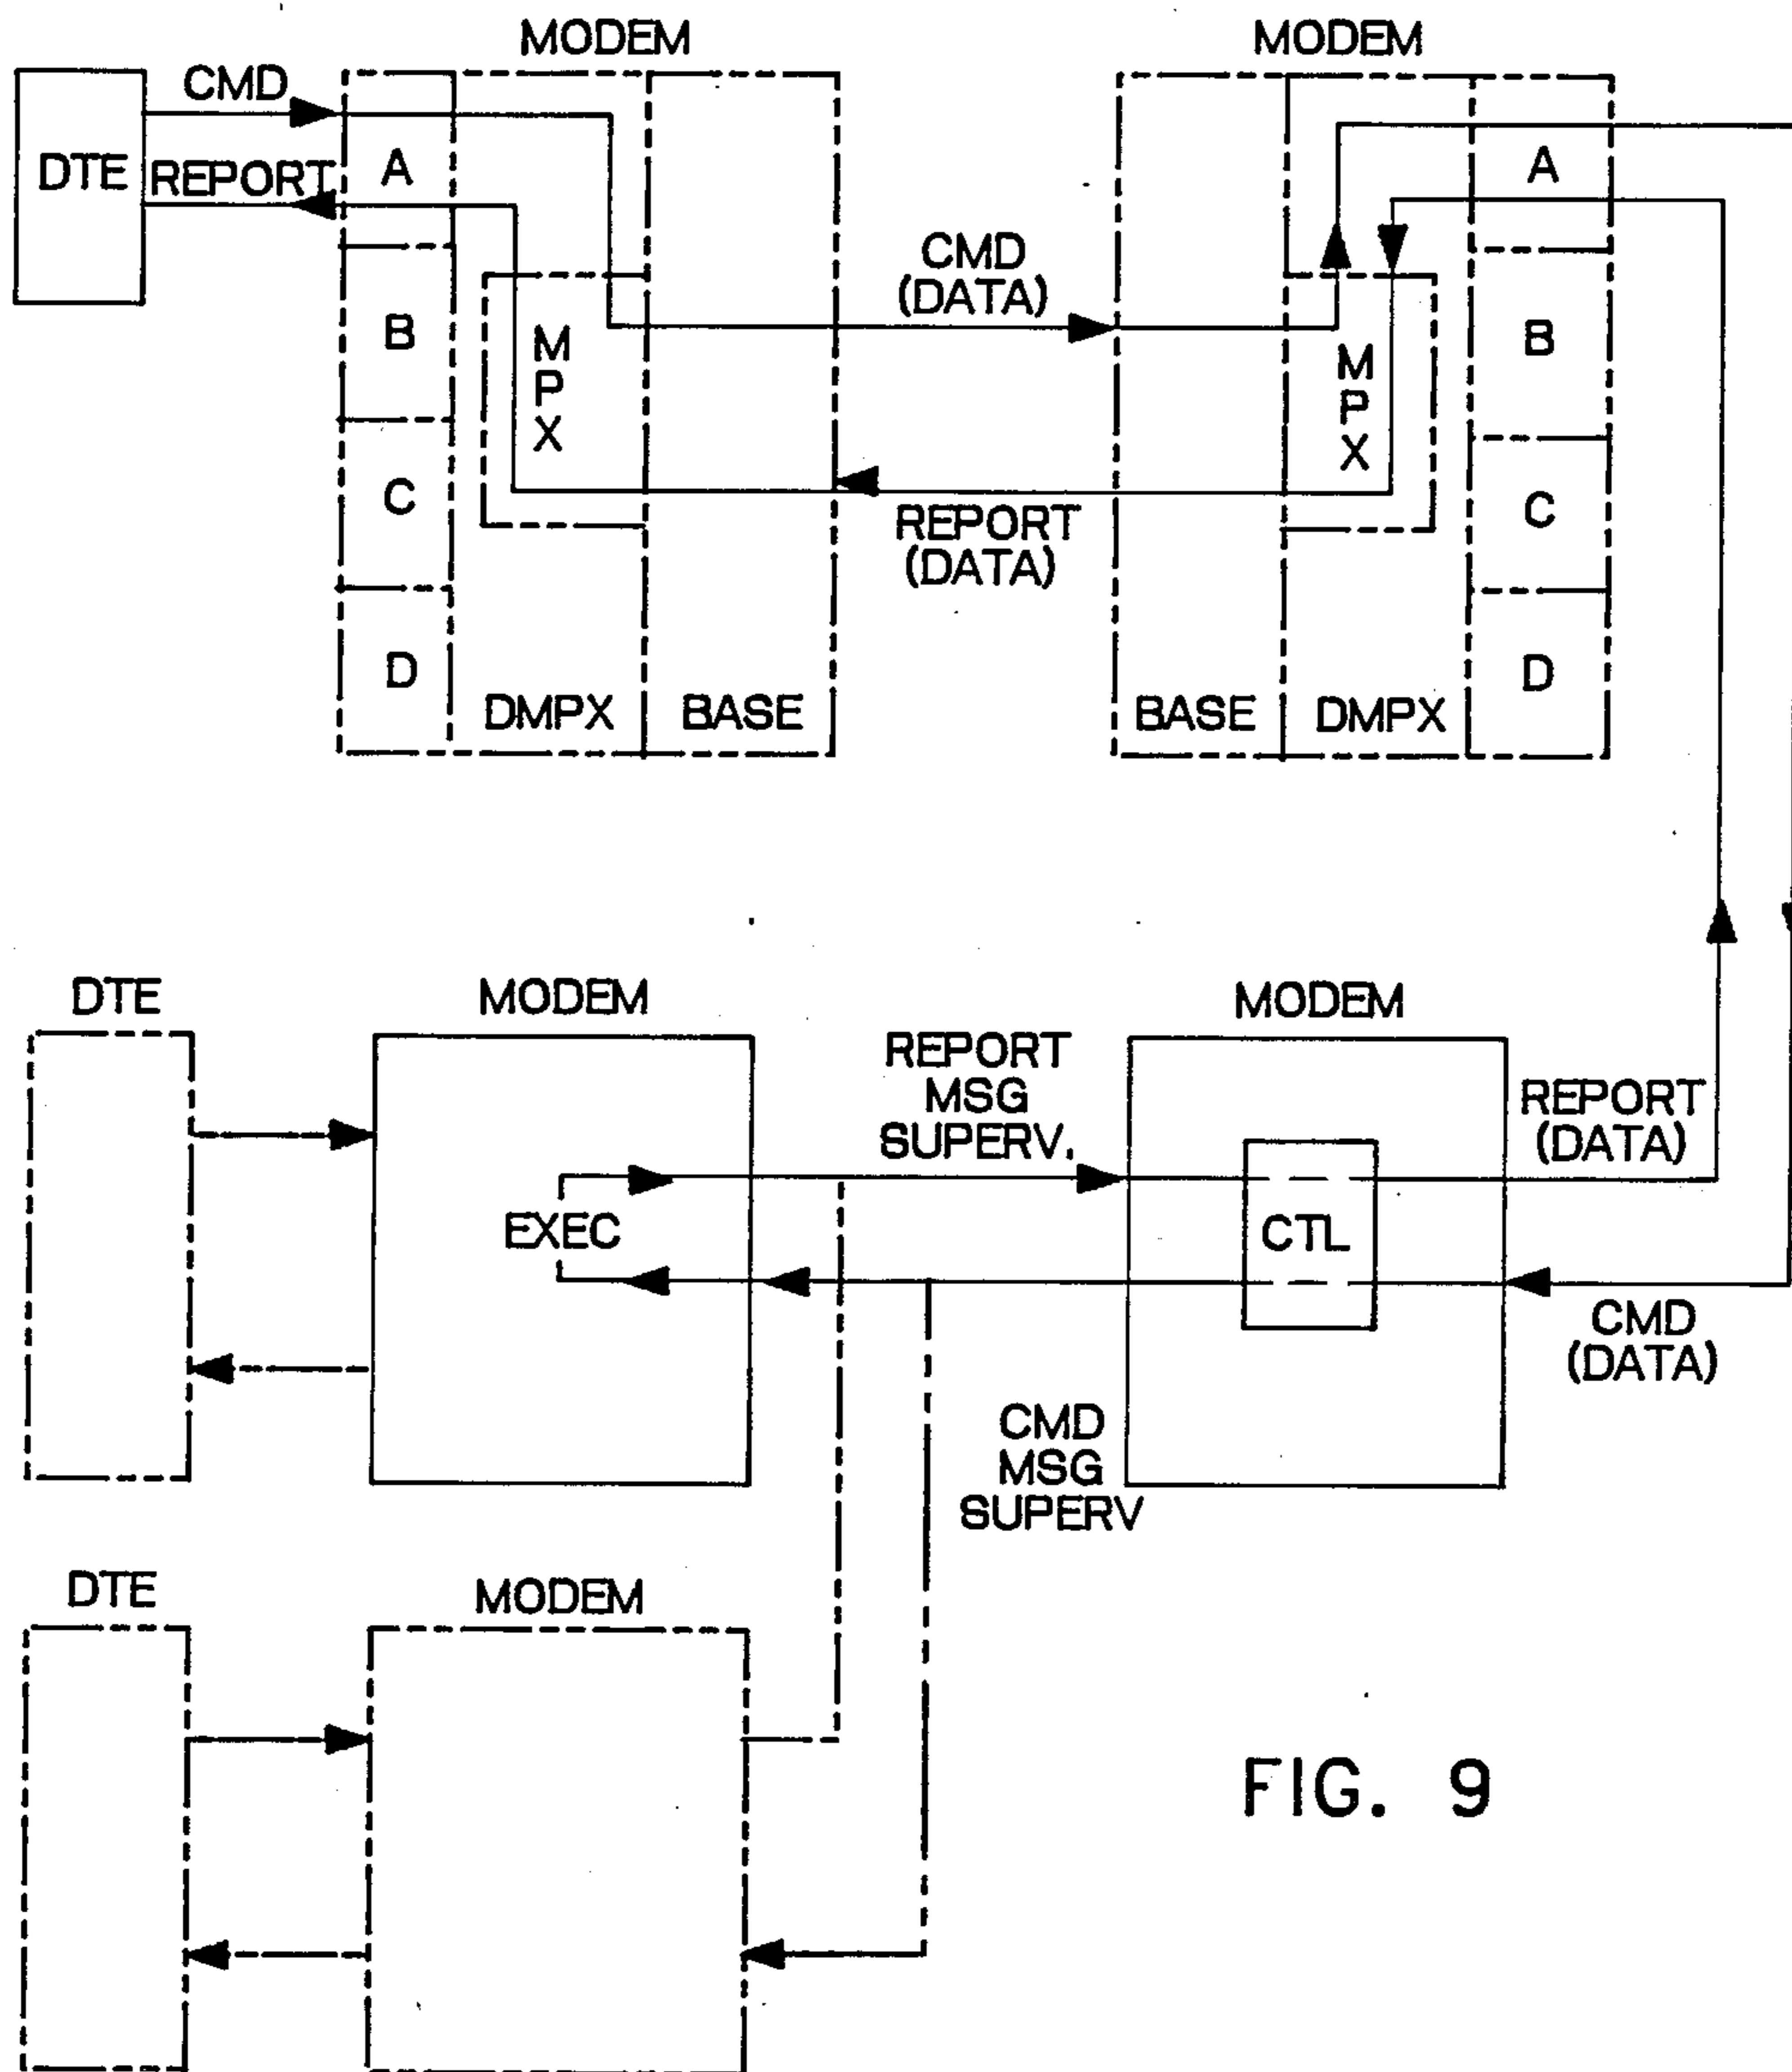 MODEM
MODEM
CMD
DTE
REPORT
A
B
C
D
M
P
X
DMPX
BASE
CMD
(DATA)
REPORT
(DATA)
BASE
DMPX
M
P
X
A
B
C
D
DTE
MODEM
MODEM
REPORT
MSG
SUPERV.
EXEC
CTL
REPORT
(DATA)
CMD
(DATA)
CMD
MSG
SUPERV
DTE
MODEM
FIG. 9